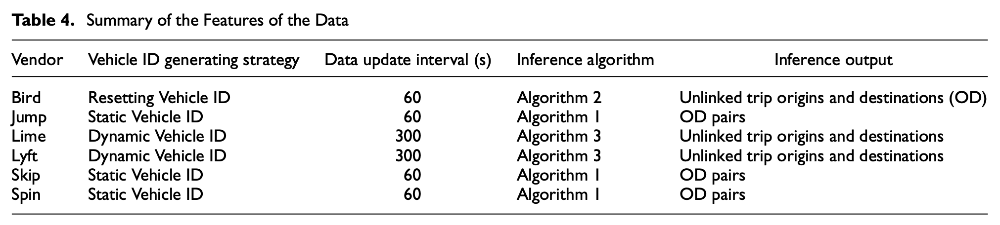 Table 4. Summary of the Features of the Data
Vendor Vehicle ID generating strategy Data update interval (s) Inference algorithm Inference output
Bird Resetting Vehicle ID 60 Algorithm 2 Unlinked trip origins and destinations (OD)
Jump Static Vehicle ID 60 Algorithm 1 OD pairs
Lime Dynamic Vehicle ID 300 Algorithm 3 Unlinked trip origins and destinations
Lyft Dynamic Vehicle ID 300 Algorithm 3 Unlinked trip origins and destinations
Skip Static Vehicle ID 60 Algorithm 1 OD pairs
Spin Static Vehicle ID 60 Algorithm 1 OD pairs